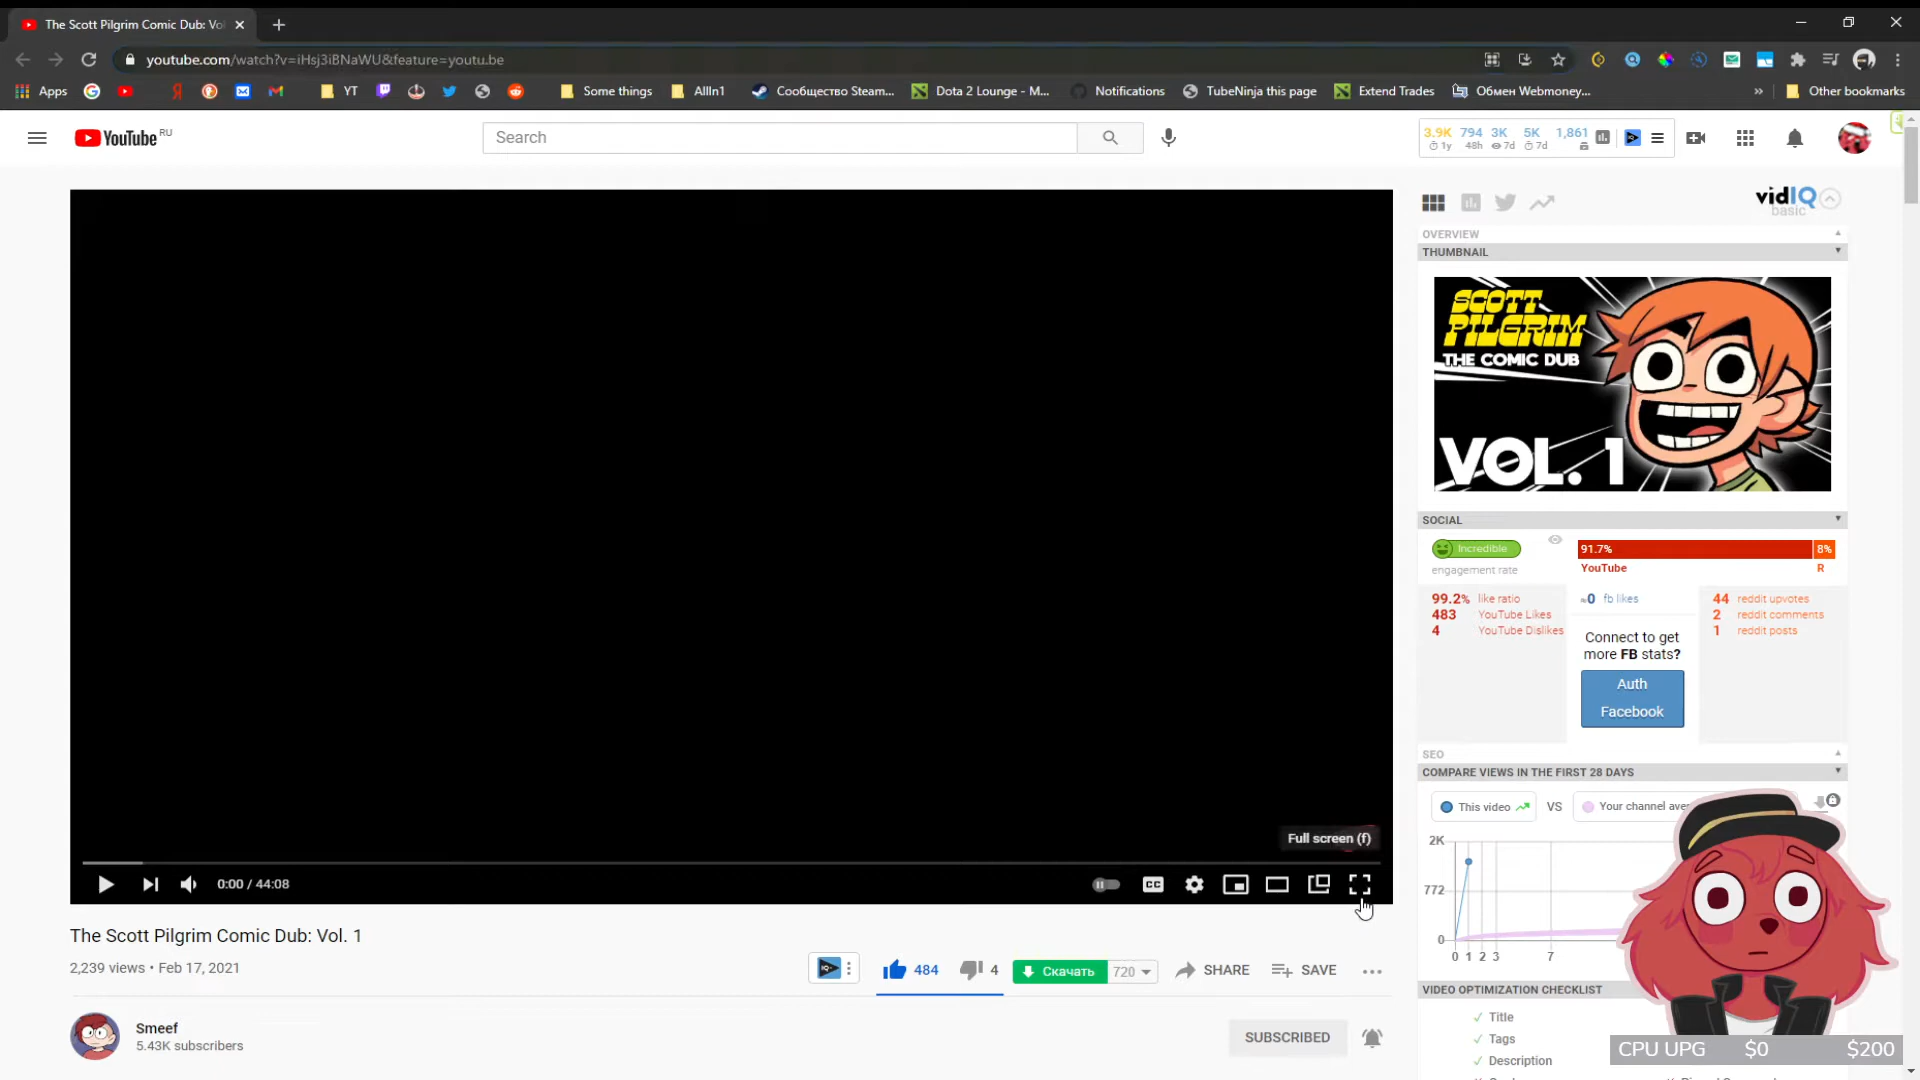 The Scott Pilgrim Comic Dub: Vo
youtube.com/watch?v=iHsj3iBNaWU&feature=youtu.be
Apps
YT
Some things
AllIn1
Сообщество Steam...
Dota 2 Lounge - M...
Notifications
TubeNinja this page
Extend Trades
Обмен Webmoney...
»
Other bookmarks
YouTube RU
Search
3.9K 794 3K 5K 1,861
1y 48h 7d 7d
vidIQ
basic
OVERVIEW
THUMBNAIL
SCOTT
PILGRIM
THE COMIC DUB
VOL. 1
SOCIAL
Incredible
engagement rate
91.7% 8%
YouTube R
99.2% like ratio
483 YouTube Likes
4 YouTube Dislikes
0 fb likes
Connect to get
more FB stats?
Auth
Facebook
44 reddit upvotes
2 reddit comments
1 reddit posts
SEO
COMPARE VIEWS IN THE FIRST 28 DAYS
This video VS Your channel ave
2K
772
0
0 1 2 3 7
VIDEO OPTIMIZATION CHECKLIST
✓ Title
✓ Tags
✓ Description
Full screen (f)
0:00 / 44:08
CC
The Scott Pilgrim Comic Dub: Vol. 1
2,239 views • Feb 17, 2021
IQ
484
4
Скачать 720
SHARE
SAVE
Smeef
5.43K subscribers
SUBSCRIBED
CPU UPG $0 $200